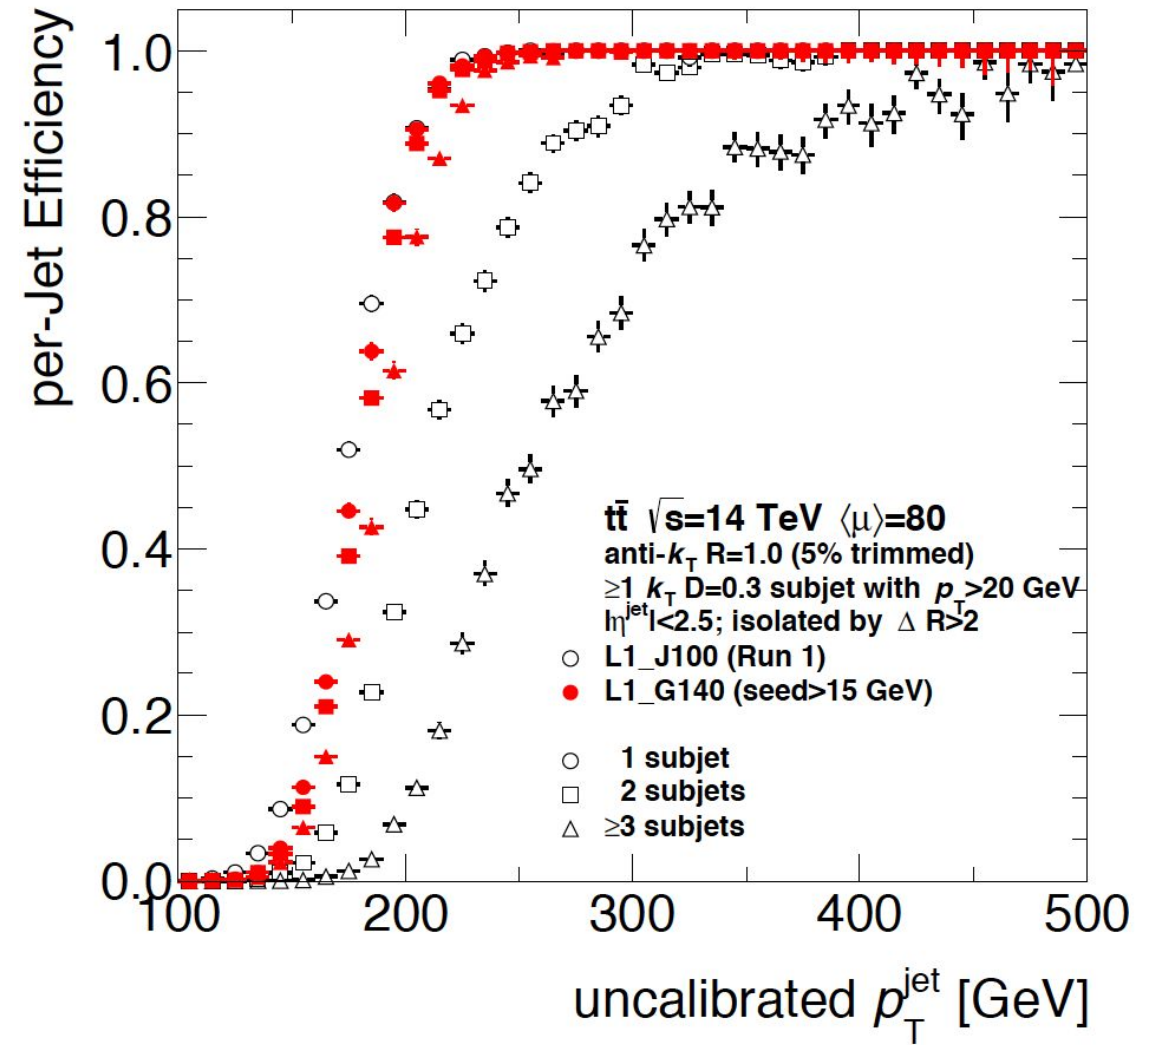 per-Jet Efficiency
1.0
0.8
0.6
0.4
0.2
0.0
tt̄ √s=14 TeV ⟨μ⟩=80
anti-k_T R=1.0 (5% trimmed)
≥1 k_T D=0.3 subjet with p_T>20 GeV
|η^jet|<2.5; isolated by Δ R>2
L1_J100 (Run 1)
L1_G140 (seed>15 GeV)
1 subjet
2 subjets
≥3 subjets
100 200 300 400 500
uncalibrated p_T^jet [GeV]